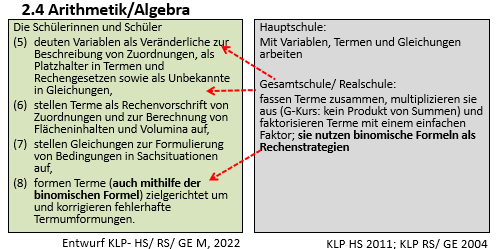 2.4 Arithmetik/Algebra
Die Schülerinnen und Schüler
(5) deuten Variablen als Veränderliche zur
Beschreibung von Zuordnungen, als
Platzhalter in Termen und
Rechengesetzen sowie als Unbekannte
in Gleichungen,
(6) stellen Terme als Rechenvorschrift von
Zuordnungen und zur Berechnung von
Flächeninhalten und Volumina auf,
(7) stellen Gleichungen zur Formulierung
von Bedingungen in Sachsituationen
auf,
(8) formen Terme (auch mithilfe der
binomischen Formel) zielgerichtet um
und korrigieren fehlerhafte
Termumformungen.
Entwurf KLP- HS/ RS/ GE M, 2022
Hauptschule:
Mit Variablen, Termen und Gleichungen
arbeiten
Gesamtschule/ Realschule:
fassen Terme zusammen, multiplizieren sie
aus (G-Kurs: kein Produkt von Summen) und
faktorisieren Terme mit einem einfachen
Faktor; sie nutzen binomische Formeln als
Rechenstrategien
KLP HS 2011; KLP RS/ GE 2004